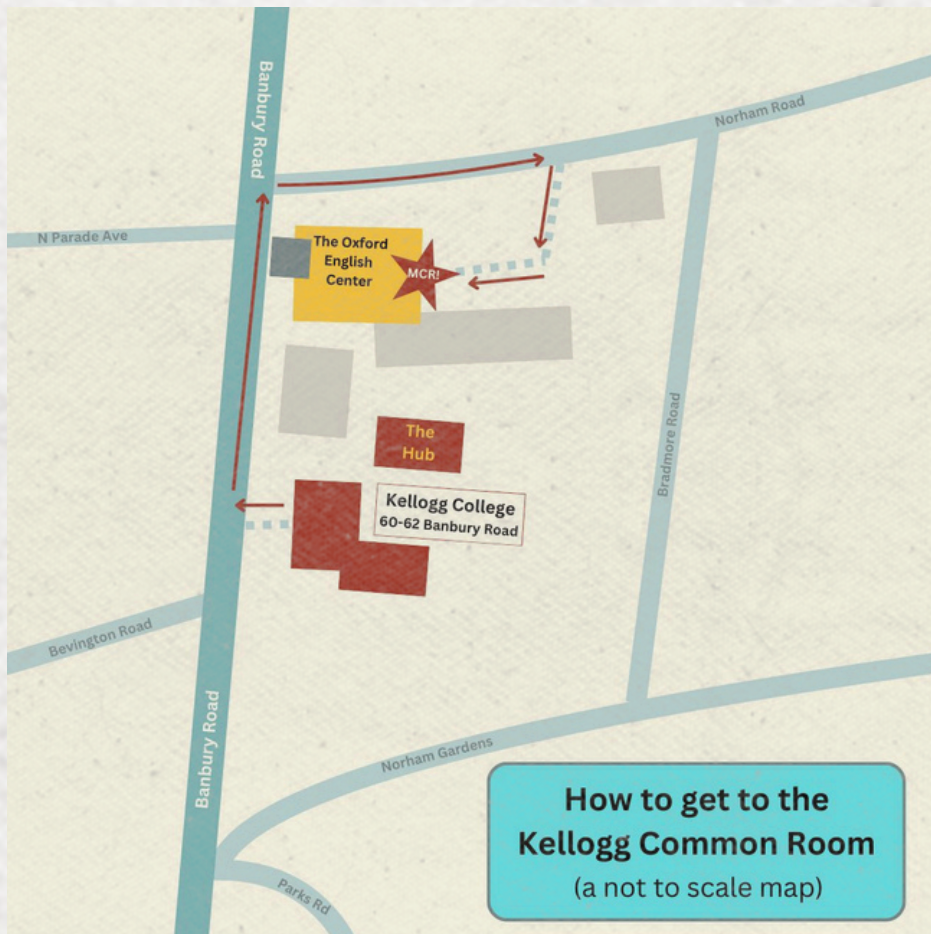 Banbury Road
Norham Road
N Parade Ave
The Oxford
English
Center
MCR!
The
Hub
Kellogg College
60-62 Banbury Road
Bradmore Road
Bevington Road
Banbury Road
Norham Gardens
Parks Rd
How to get to the
Kellogg Common Room
(a not to scale map)